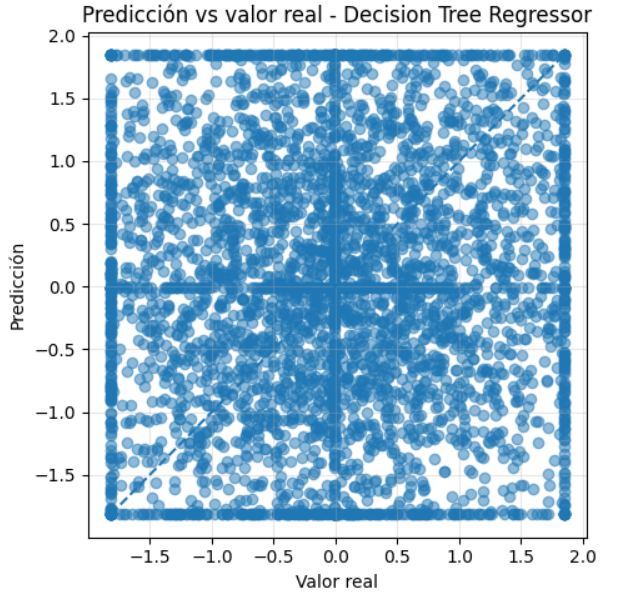 Predicción vs valor real - Decision Tree Regressor
2.0
1.5
1.0
0.5
0.0
−0.5
−1.0
−1.5
Predicción
−1.5 −1.0 −0.5 0.0 0.5 1.0 1.5 2.0
Valor real